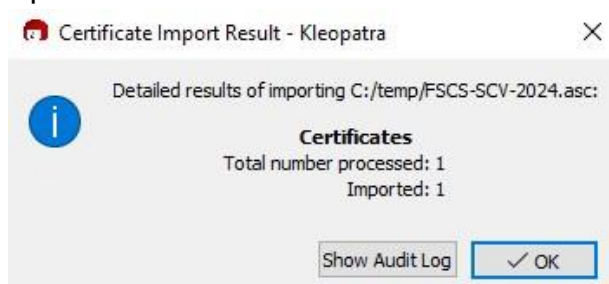 Certificate Import Result - Kleopatra
Detailed results of importing C:/temp/FSCS-SCV-2024.asc:
Certificates
Total number processed: 1
Imported: 1
Show Audit Log
OK